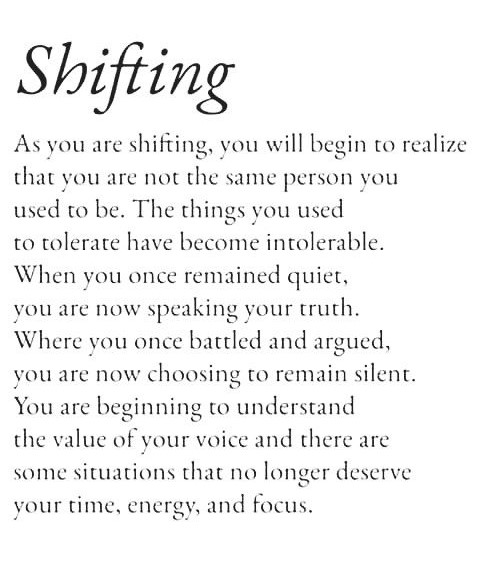 Shifting
As you are shifting, you will begin to realize
that you are not the same person you
used to be. The things you used
to tolerate have become intolerable.
When you once remained quiet,
you are now speaking your truth.
Where you once battled and argued,
you are now choosing to remain silent.
You are beginning to understand
the value of your voice and there are
some situations that no longer deserve
your time, energy, and focus.